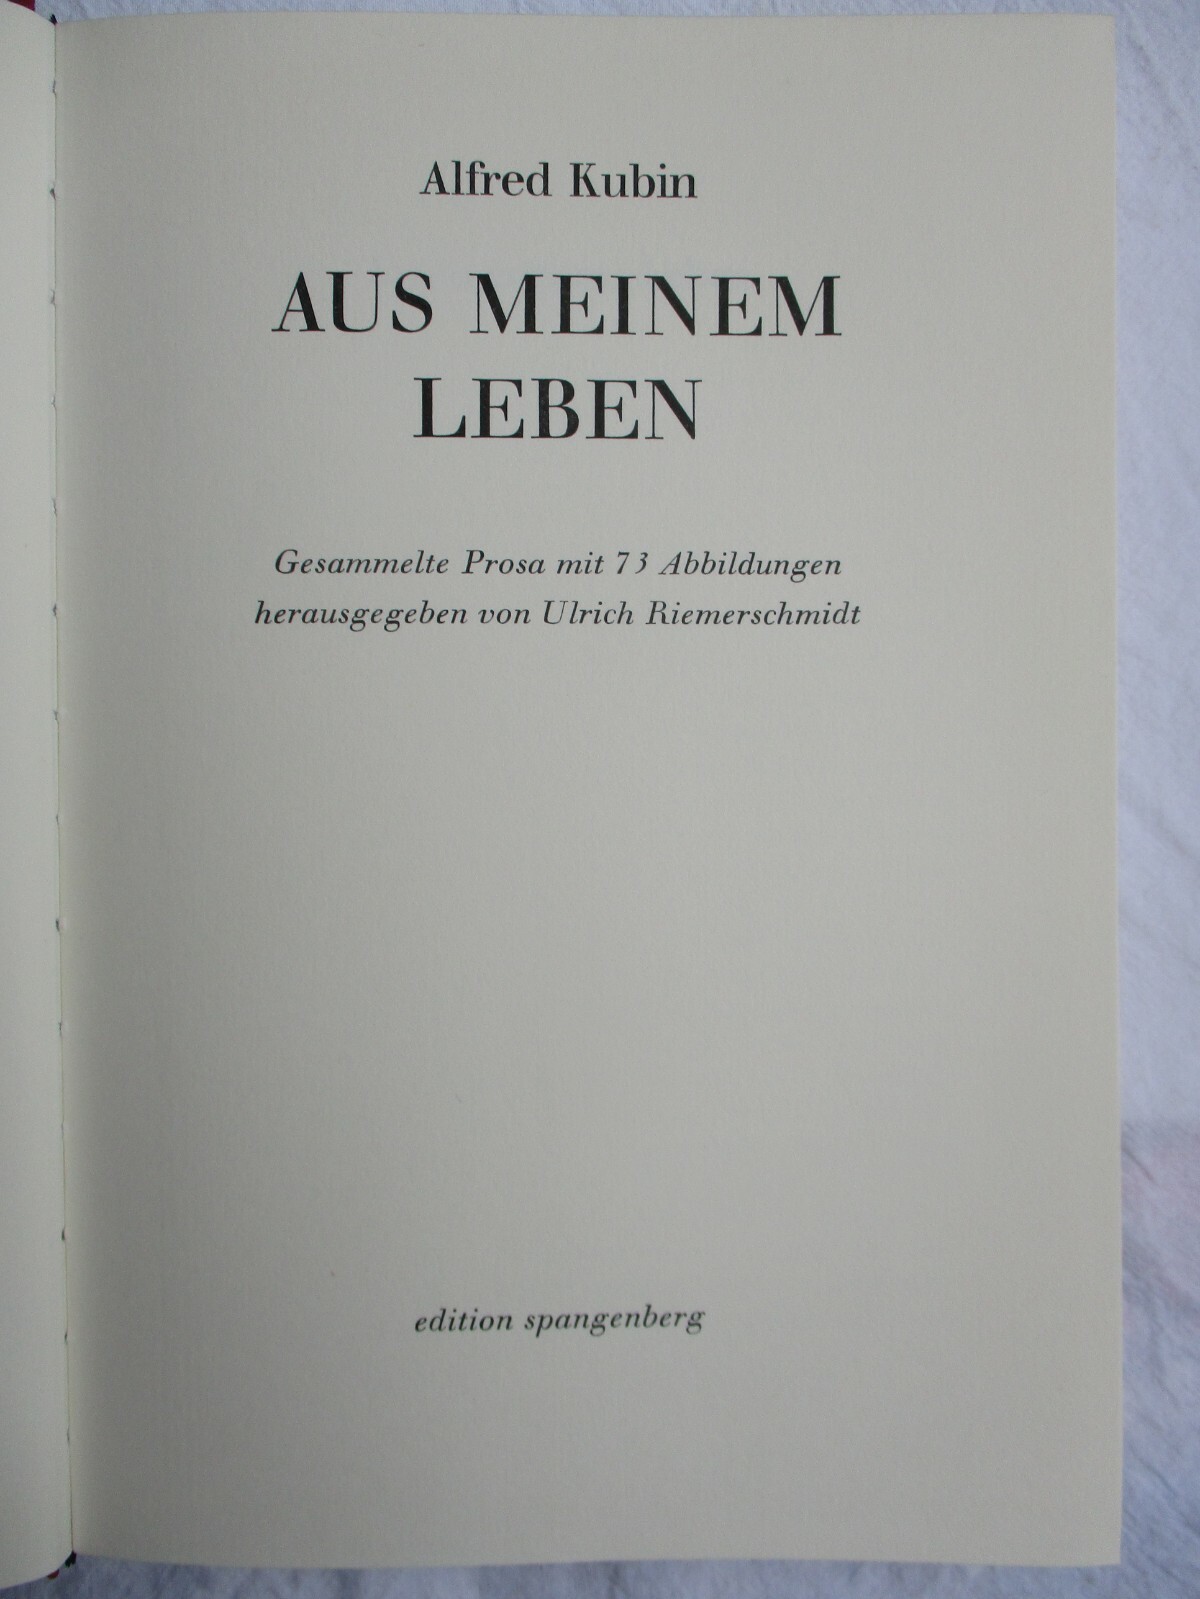 Alfred Kubin
AUS MEINEM
LEBEN
Gesammelte Prosa mit 73 Abbildungen
herausgegeben von Ulrich Riemerschmidt
edition spangenberg